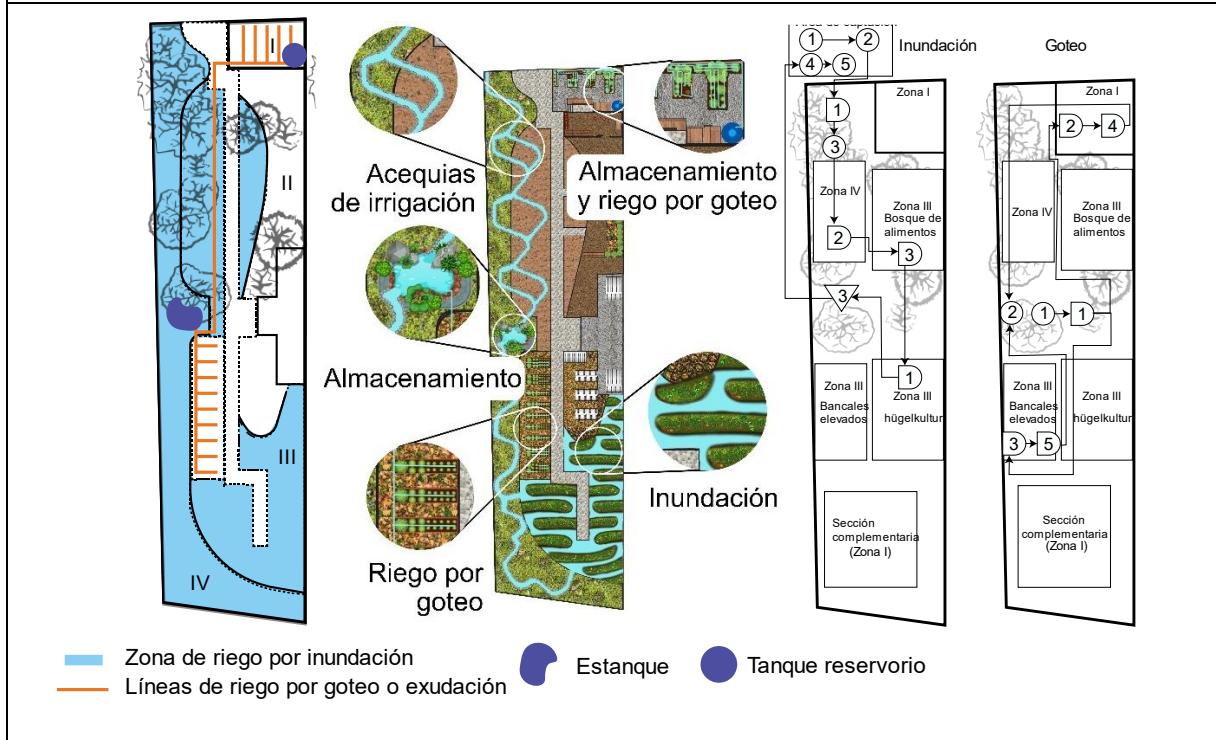 I
II
III
IV
Acequias
de irrigación
Almacenamiento
y riego por goteo
Almacenamiento
Riego por
goteo
Inundación
Área de captación
1
2
4
5
Inundación
Zona I
1
3
Zona IV
Zona III
Bosque de
alimentos
2
3
3
1
Zona III
Bancales
elevados
Zona III
hügelkultur
Sección
complementaria
(Zona I)
Goteo
Zona I
2
4
Zona IV
Zona III
Bosque de
alimentos
2
1
1
Zona III
Bancales
elevados
3
5
Zona III
hügelkultur
Sección
complementaria
(Zona I)
Zona de riego por inundación
Líneas de riego por goteo o exudación
Estanque
Tanque reservorio